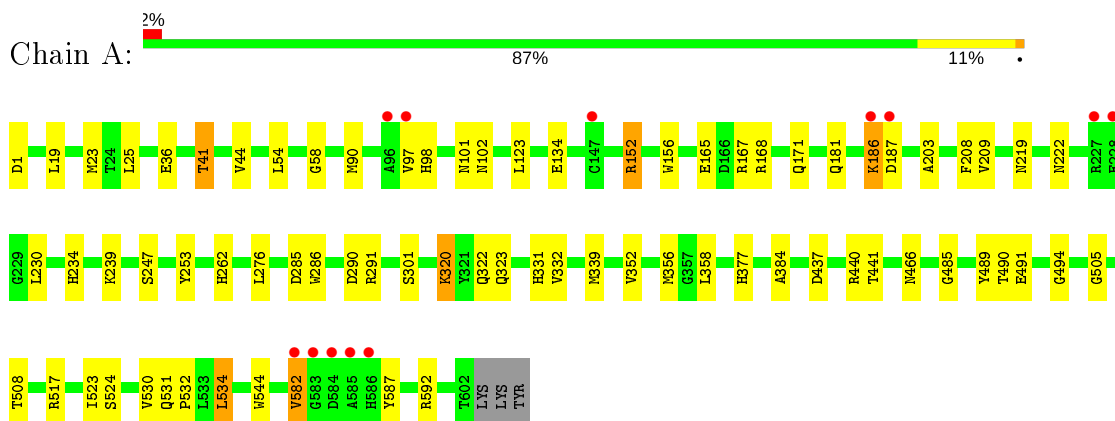 2%
Chain A:
87% 11% •
D1 L19 M23 T24 L25 E36 T41 V44 L54 G58 M90 A96 V97 H98 N101 N102 L123 E134 C147 R152 W156 E165 D166 R167 R168 Q171 Q181 K186 D187 A203 F208 V209 N219 N222 R227 E228
G229 L230 H234 K239 S247 Y253 H262 L276 D285 W286 D290 R291 S301 K320 Y321 Q322 Q323 H331 V332 M339 V352 M356 G357 L358 H377 A384 D437 R440 T441 N466 G485 Y489 T490 E491 G494 G505
T508 R517 I523 S524 V530 Q531 P532 L533 L534 W544 V582 G583 D584 A585 H586 Y587 R592 T602 LYS LYS TYR